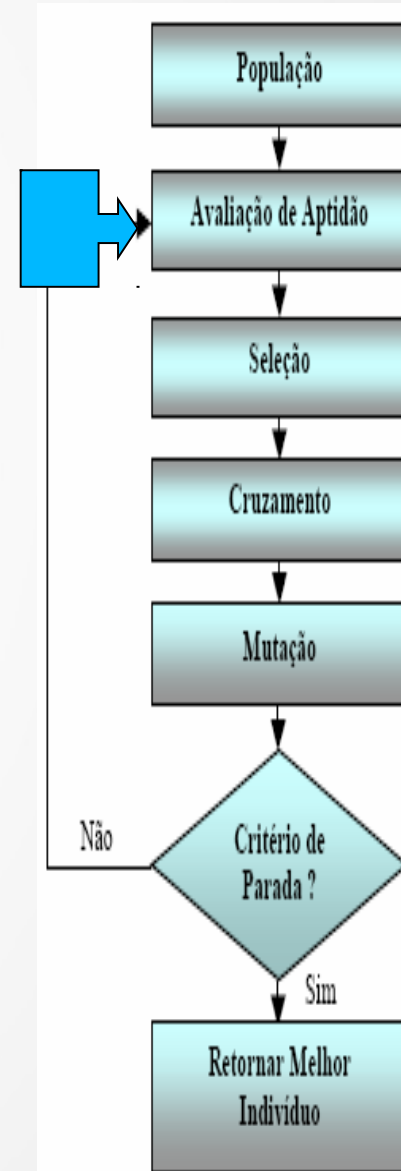 População
Avaliação de Aptidão
Seleção
Cruzamento
Mutação
Não
Critério de
Parada ?
Sim
Retornar Melhor
Indivíduo